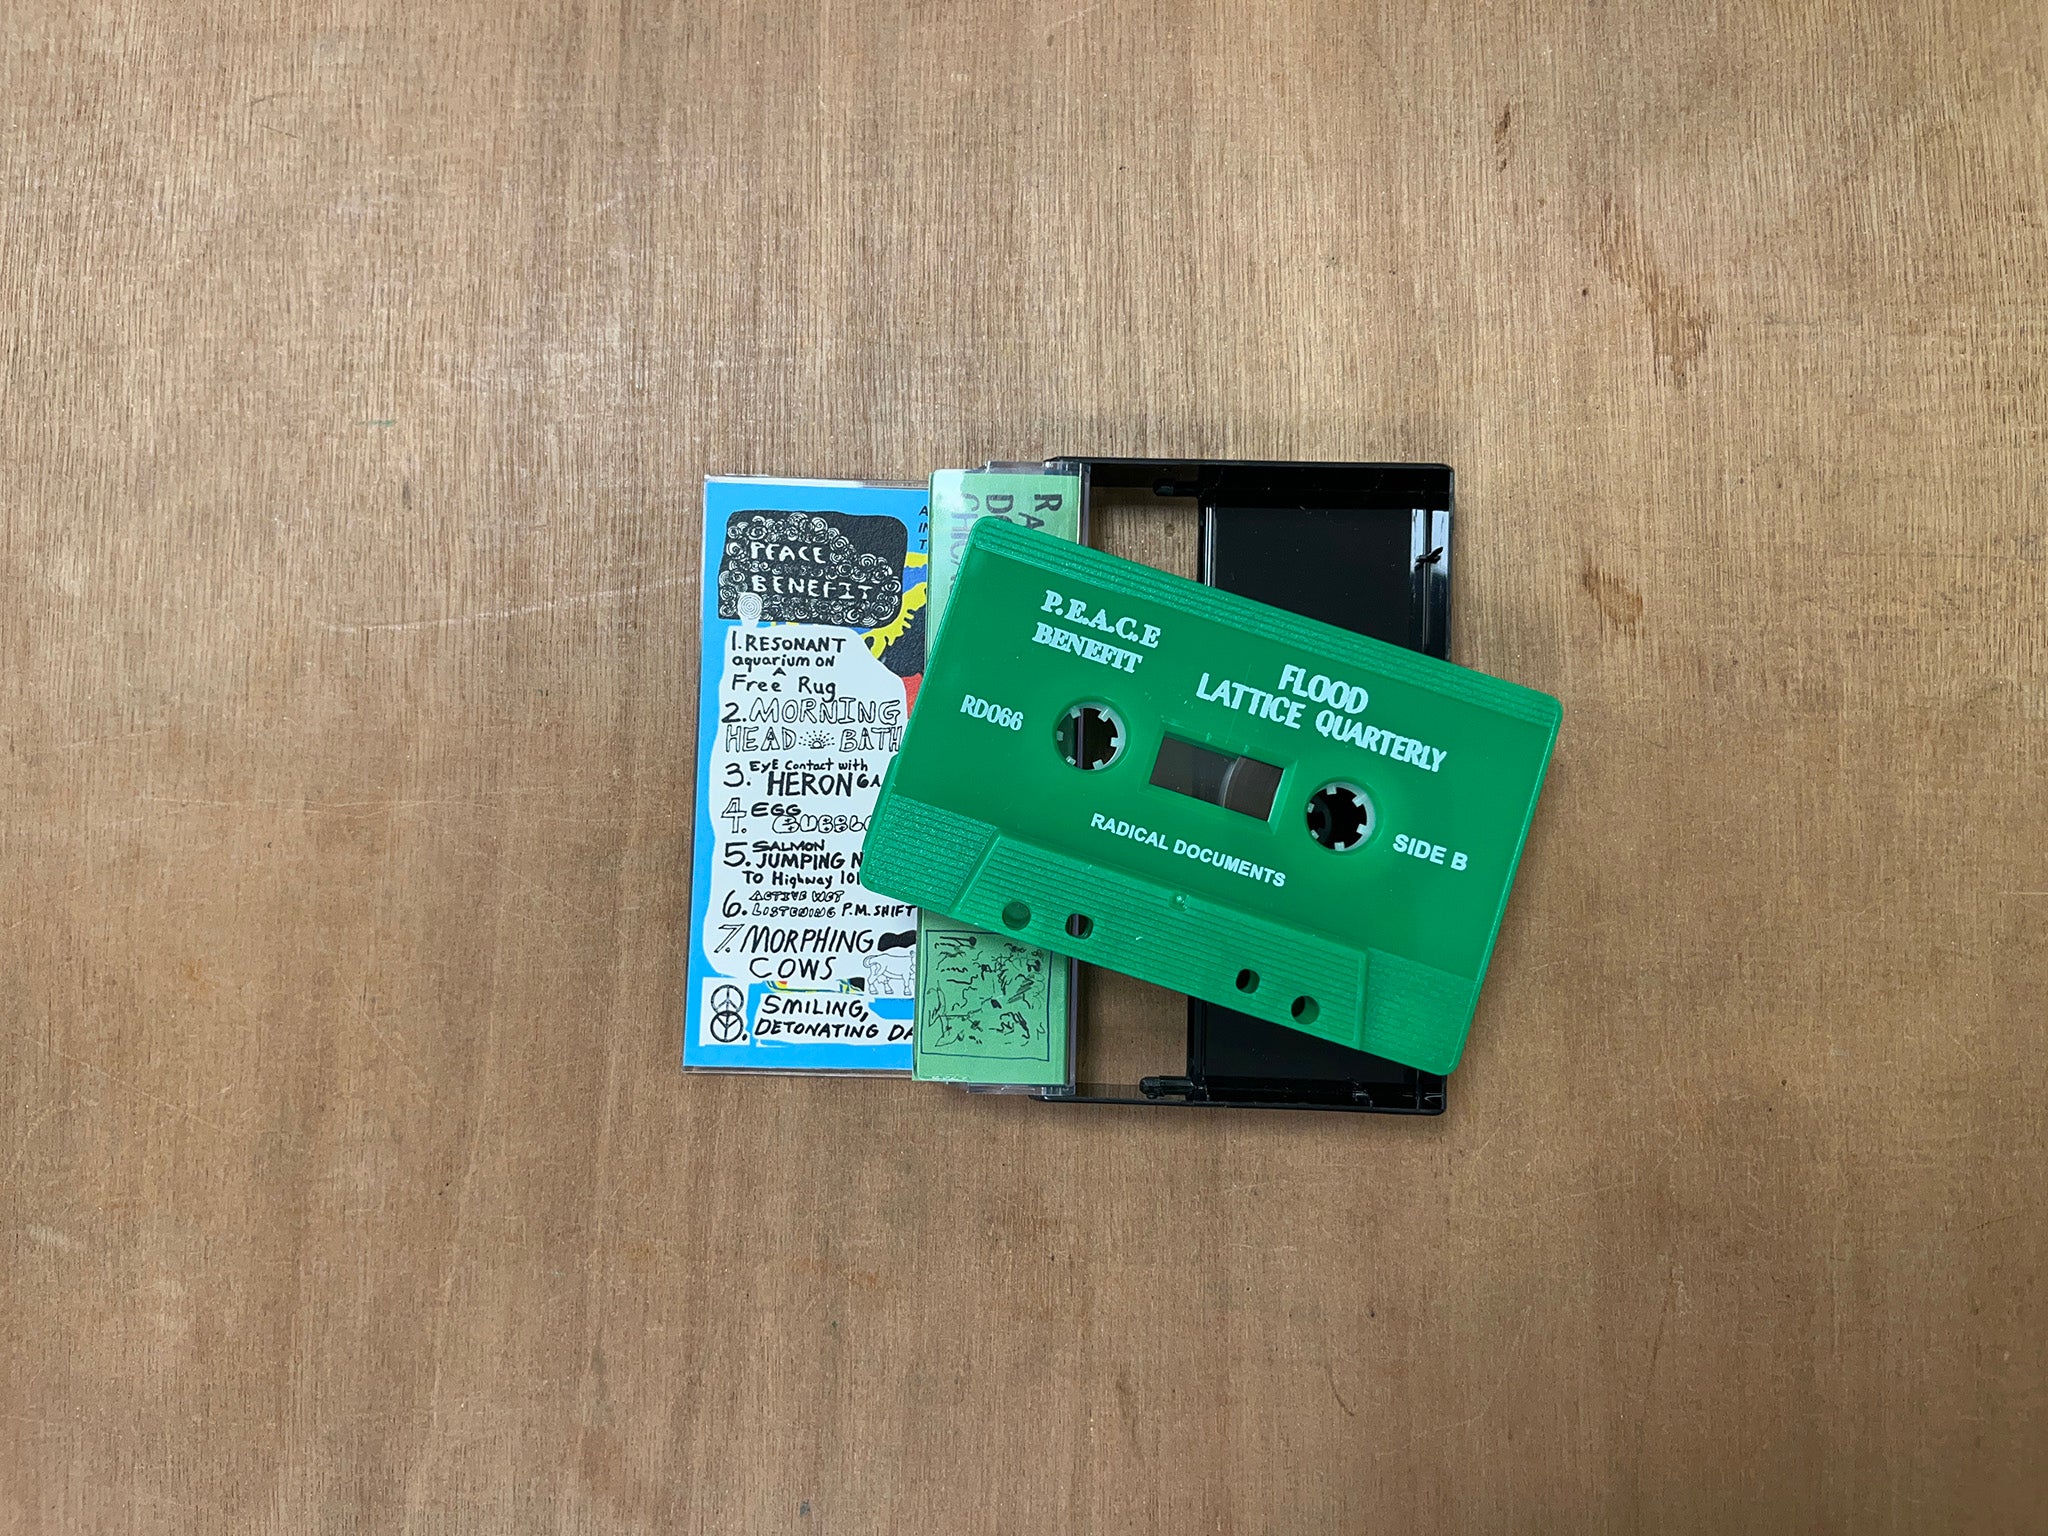 PEACE
BENEFIT
1. RESONANT
aquarium on
Free Rug
2. MORNING
HEAD BATH
3. EYE Contact with
HERON
4. EGG
5. SALMON
JUMPING
TO Highway 101
6. ACTIVE WET
LISTENING P.M. SHIFT
7. MORPHING
COWS
8. SMILING,
DETONATING
P.E.A.C.E
BENEFIT
FLOOD
LATTICE QUARTERLY
RD066
SIDE B
RADICAL DOCUMENTS